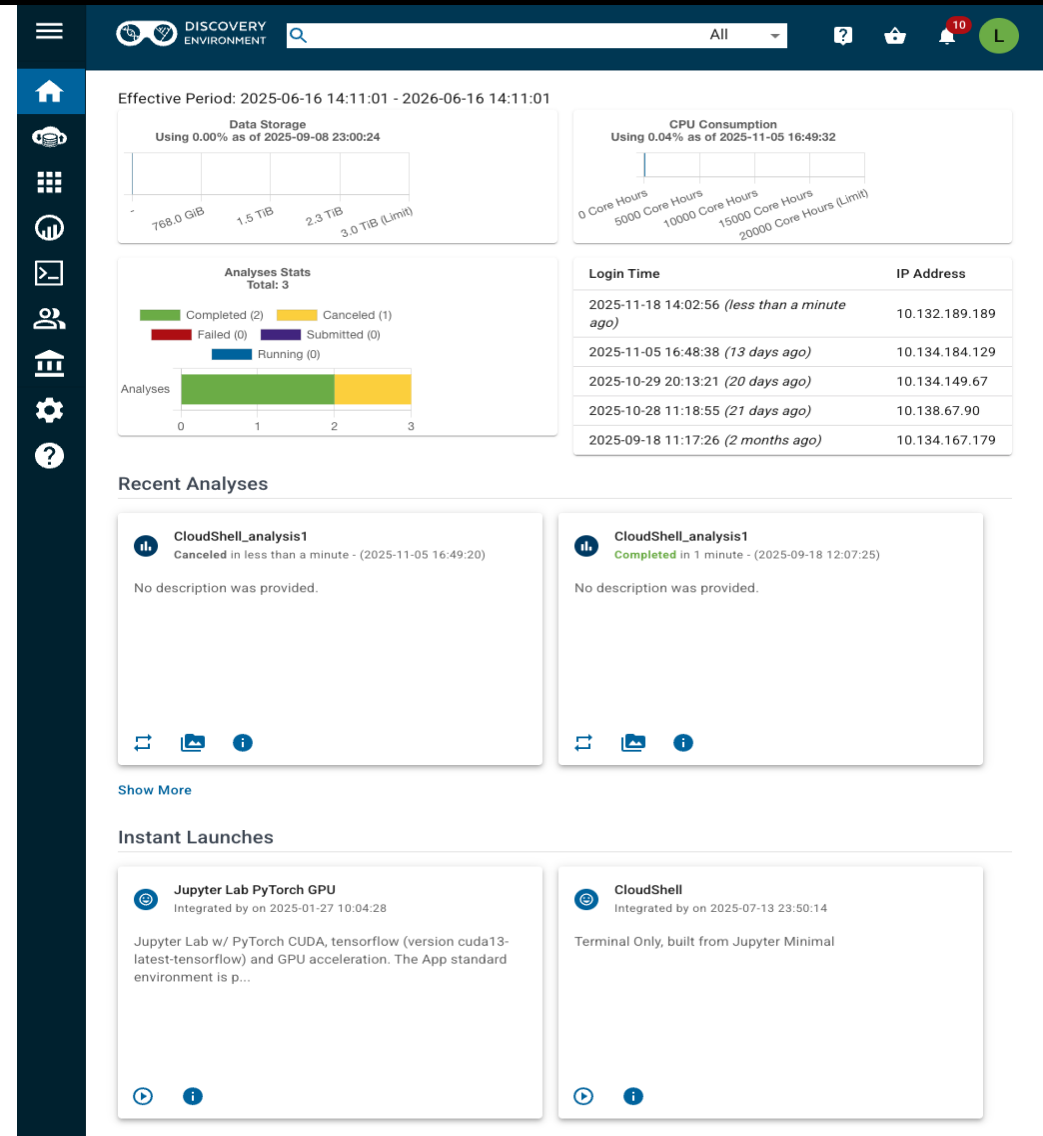 DISCOVERY
ENVIRONMENT
All
10
L
Effective Period: 2025-06-16 14:11:01 - 2026-06-16 14:11:01
Data Storage
Using 0.00% as of 2025-09-08 23:00:24
-
768.0 GiB
1.5 TiB
2.3 TiB
3.0 TiB (Limit)
CPU Consumption
Using 0.04% as of 2025-11-05 16:49:32
0 Core Hours
5000 Core Hours
10000 Core Hours
15000 Core Hours
20000 Core Hours (Limit)
Analyses Stats
Total: 3
Completed (2) Canceled (1)
Failed (0) Submitted (0)
Running (0)
Analyses
0 1 2 3
Login Time IP Address
2025-11-18 14:02:56 (less than a minute
ago) 10.132.189.189
2025-11-05 16:48:38 (13 days ago) 10.134.184.129
2025-10-29 20:13:21 (20 days ago) 10.134.149.67
2025-10-28 11:18:55 (21 days ago) 10.138.67.90
2025-09-18 11:17:26 (2 months ago) 10.134.167.179
Recent Analyses
CloudShell_analysis1
Canceled in less than a minute - (2025-11-05 16:49:20)
No description was provided.
CloudShell_analysis1
Completed in 1 minute - (2025-09-18 12:07:25)
No description was provided.
Show More
Instant Launches
Jupyter Lab PyTorch GPU
Integrated by on 2025-01-27 10:04:28
Jupyter Lab w/ PyTorch CUDA, tensorflow (version cuda13-
latest-tensorflow) and GPU acceleration. The App standard
environment is p...
CloudShell
Integrated by on 2025-07-13 23:50:14
Terminal Only, built from Jupyter Minimal